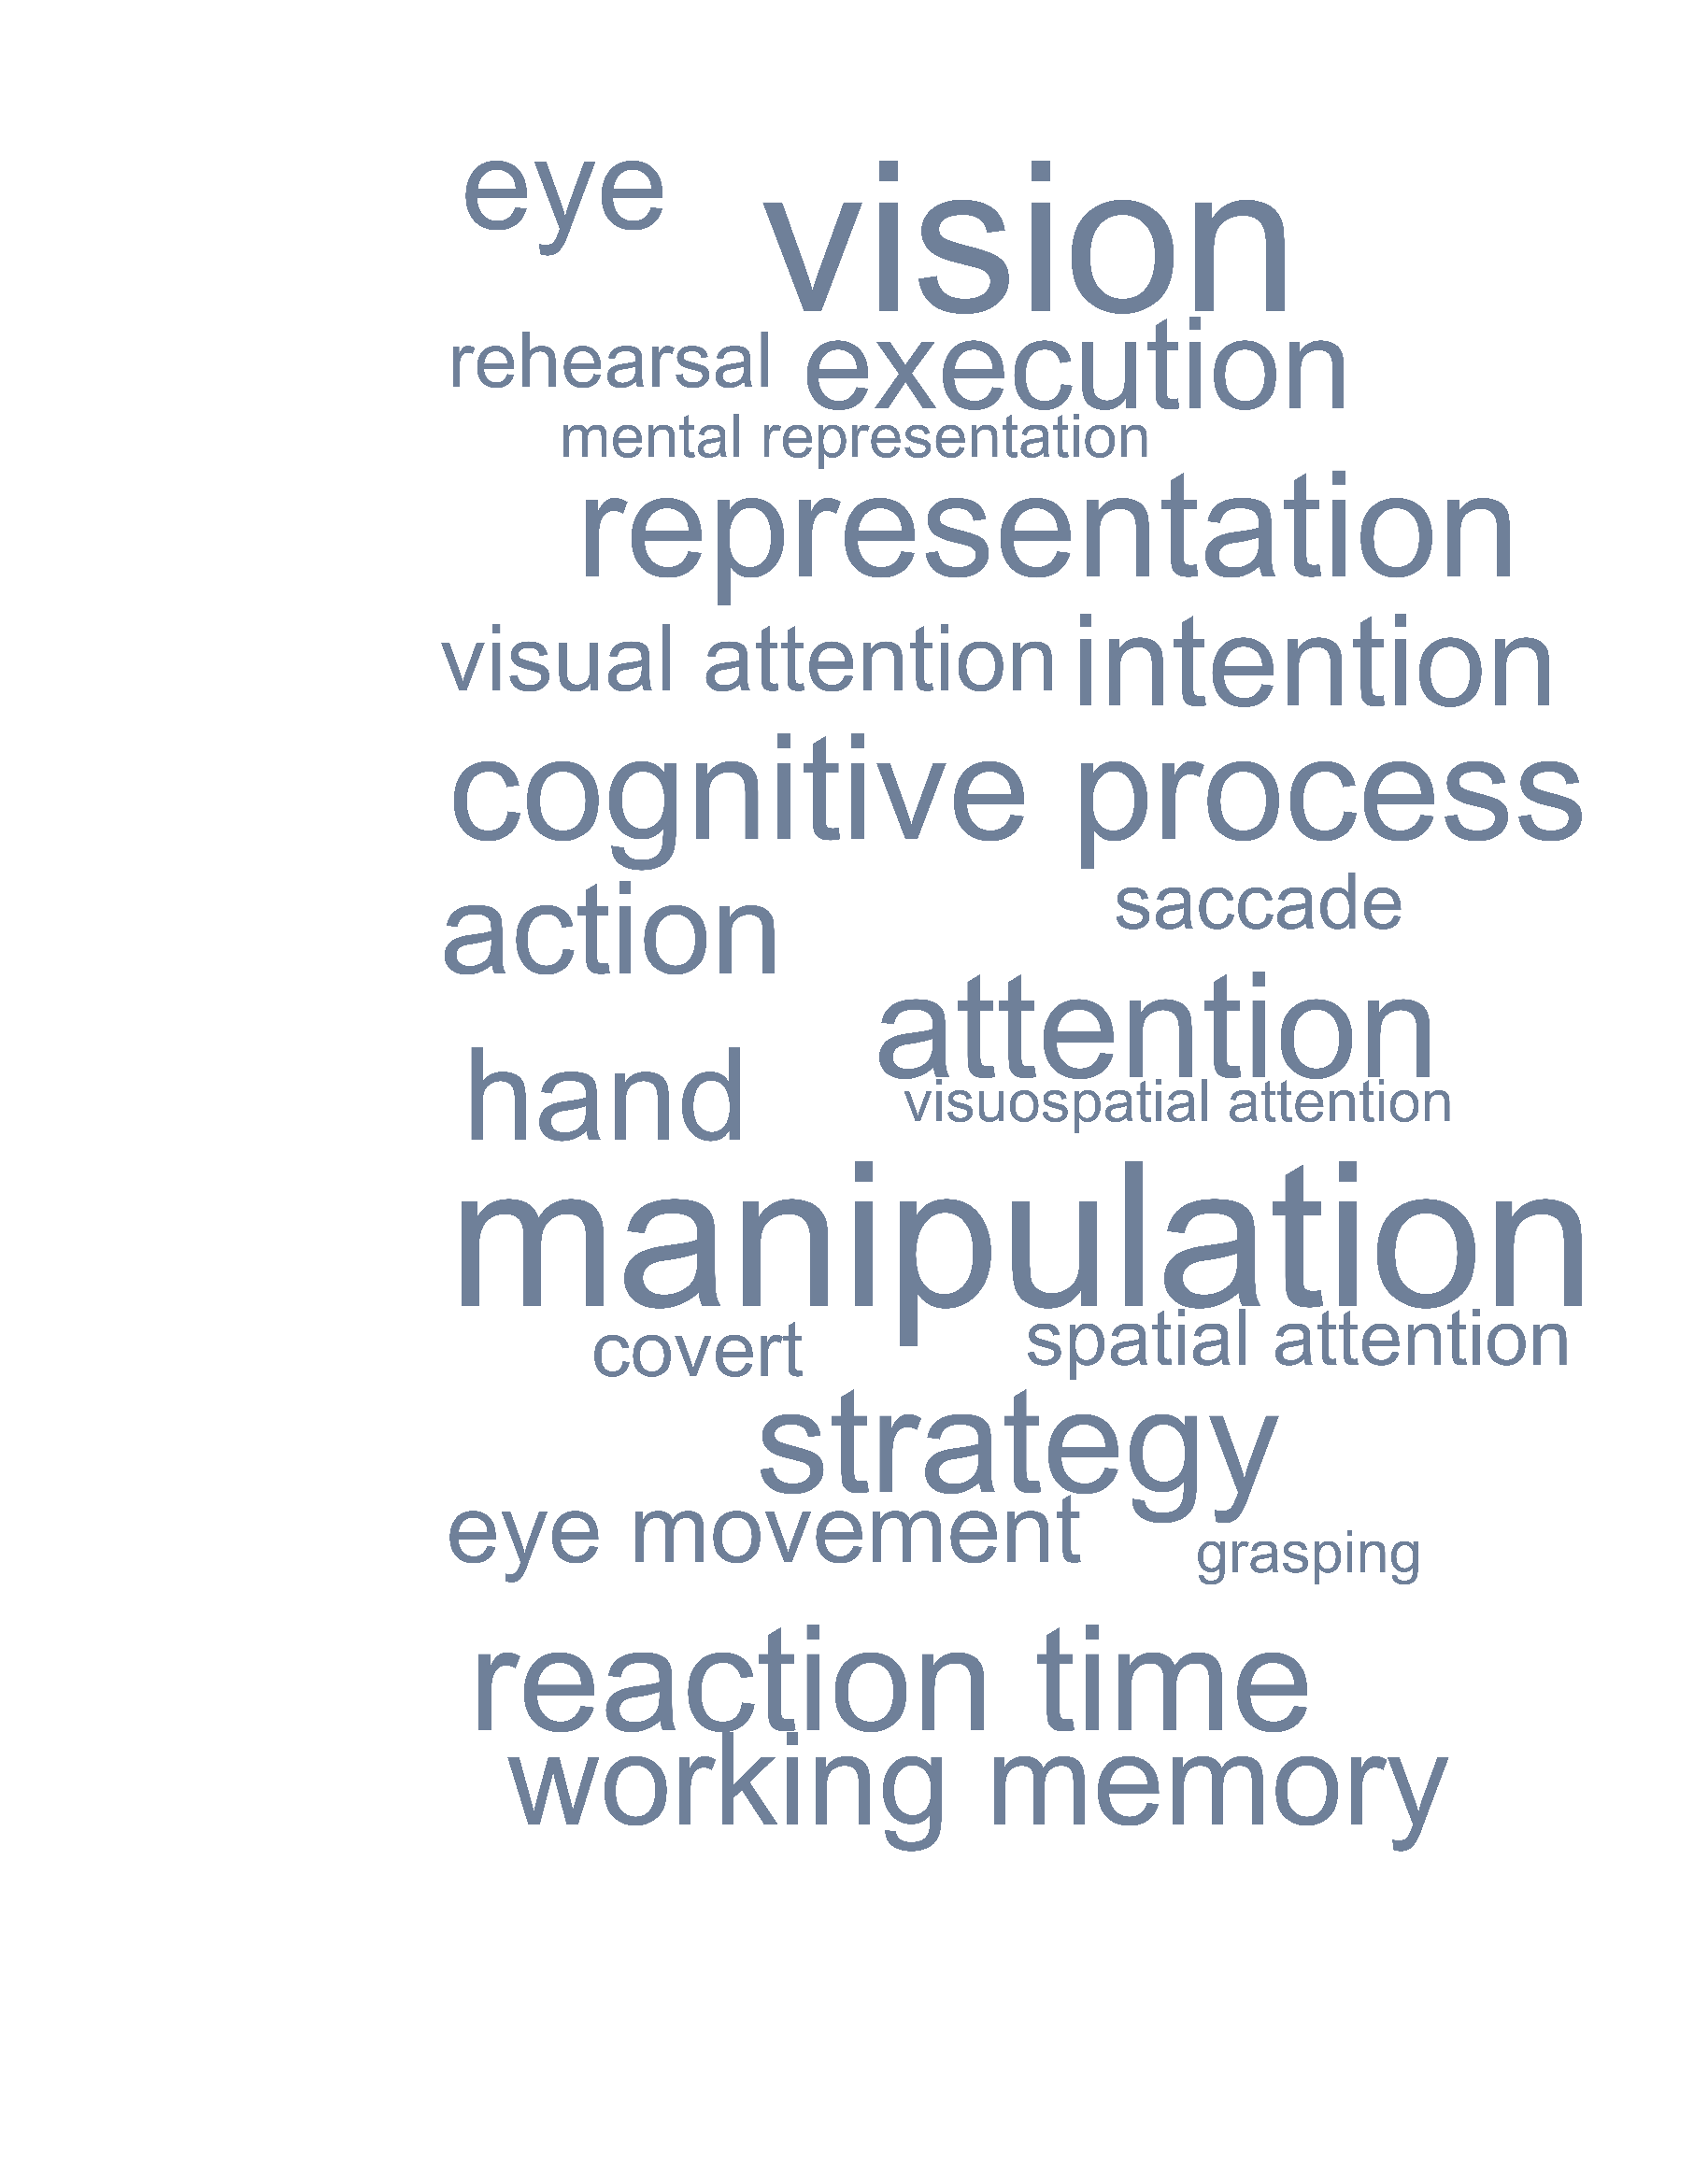 eye vision
rehearsal execution
mental representation
representation
visual attention intention
cognitive process
action saccade
attention
hand visuospatial attention
manipulation
covert spatial attention
strategy
eye movement grasping
reaction time
working memory